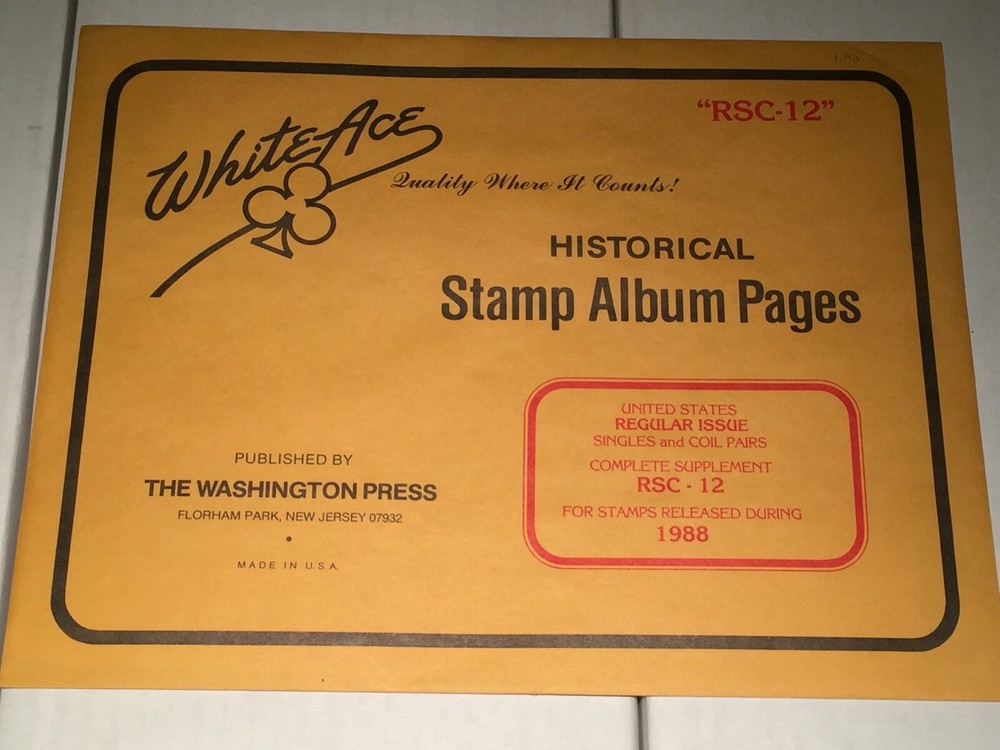 "RSC-12"
White Ace
Quality Where It Counts!
HISTORICAL
Stamp Album Pages
UNITED STATES
REGULAR ISSUE
SINGLES and COIL PAIRS
COMPLETE SUPPLEMENT
RSC - 12
FOR STAMPS RELEASED DURING
1988
PUBLISHED BY
THE WASHINGTON PRESS
FLORHAM PARK, NEW JERSEY 07932
MADE IN U.S.A.